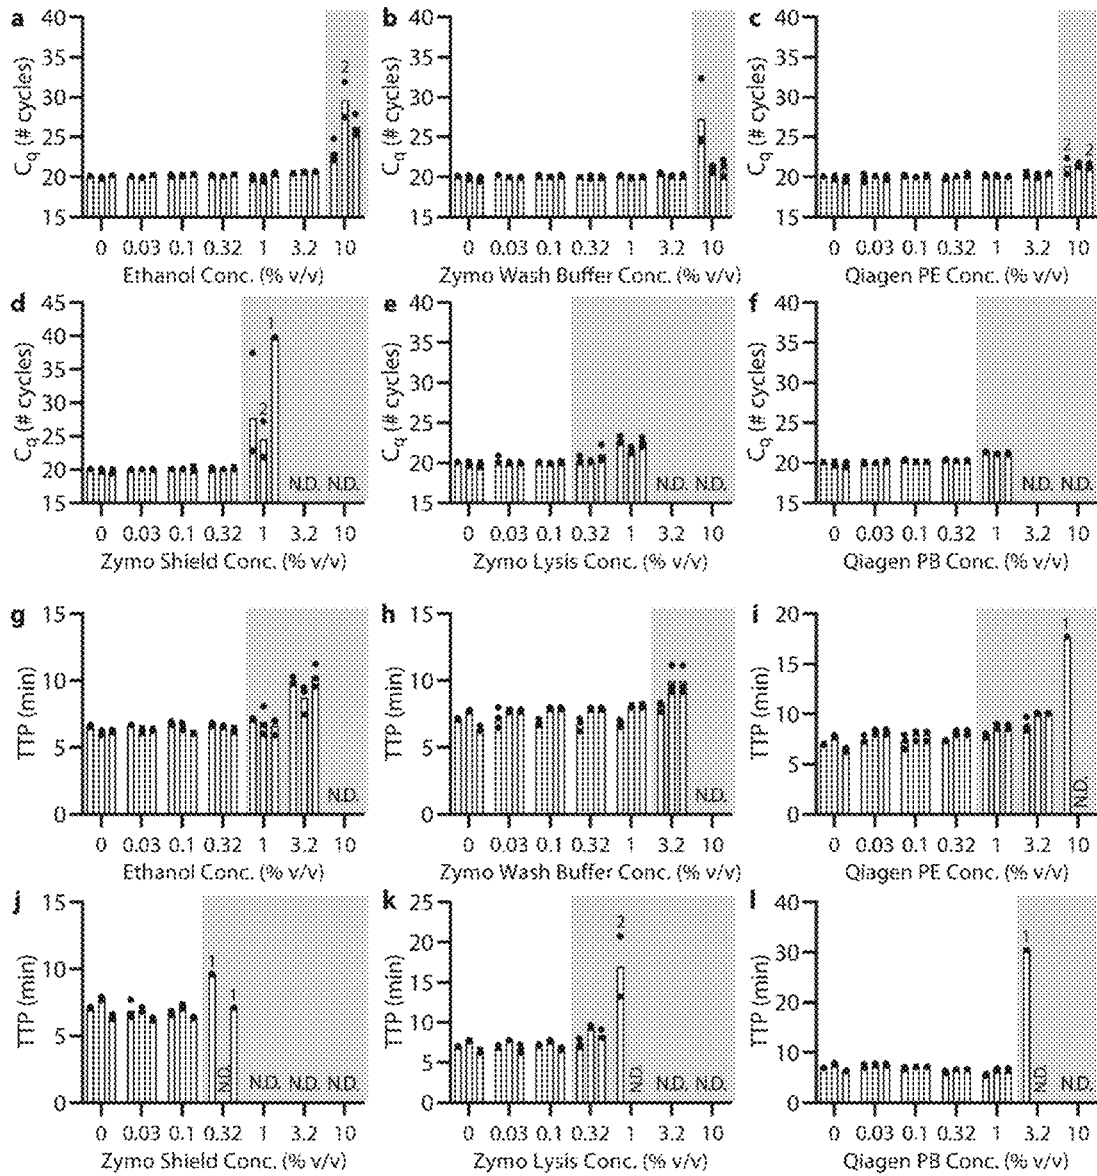 a b c
40 40 40
35 35 35
30 30 30
25 25 25
20 20 20
15 15 15
Cq (# cycles) Cq (# cycles) Cq (# cycles)
2 2 2
0 0.03 0.1 0.32 1 3.2 10 0 0.03 0.1 0.32 1 3.2 10 0 0.03 0.1 0.32 1 3.2 10
Ethanol Conc. (% v/v) Zymo Wash Buffer Conc. (% v/v) Qiagen PE Conc. (% v/v)
d e f
45 40 40
40 35 35
35 30 30
30 25 25
25 20 20
20 15 15
15
Cq (# cycles) Cq (# cycles) Cq (# cycles)
2 1 N.D. N.D. N.D. N.D. N.D. N.D.
0 0.03 0.1 0.32 1 3.2 10 0 0.03 0.1 0.32 1 3.2 10 0 0.03 0.1 0.32 1 3.2 10
Zymo Shield Conc. (% v/v) Zymo Lysis Conc. (% v/v) Qiagen PB Conc. (% v/v)
g h i
15 15 20
10 10 15
5 5 10
0 0 5
0
TTP (min) TTP (min) TTP (min)
N.D. N.D. 1 N.D.
0 0.03 0.1 0.32 1 3.2 10 0 0.03 0.1 0.32 1 3.2 10 0 0.03 0.1 0.32 1 3.2 10
Ethanol Conc. (% v/v) Zymo Wash Buffer Conc. (% v/v) Qiagen PE Conc. (% v/v)
j k l
15 25 40
10 20 30
5 15 20
0 10 10
5 0
0
TTP (min) TTP (min) TTP (min)
1 N.D. 1 N.D. N.D. N.D. 2 N.D. N.D. N.D. 1 N.D. N.D.
0 0.03 0.1 0.32 1 3.2 10 0 0.03 0.1 0.32 1 3.2 10 0 0.03 0.1 0.32 1 3.2 10
Zymo Shield Conc. (% v/v) Zymo Lysis Conc. (% v/v) Qiagen PB Conc. (% v/v)